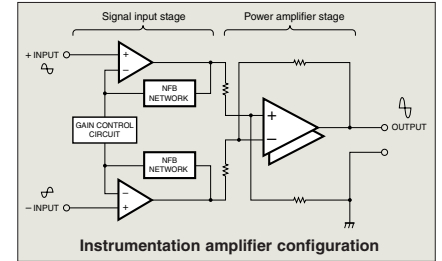 Signal input stage
Power amplifier stage
+ INPUT
+
−
NFB
NETWORK
GAIN CONTROL
CIRCUIT
NFB
NETWORK
−
+
− INPUT
+
−
OUTPUT
Instrumentation amplifier configuration